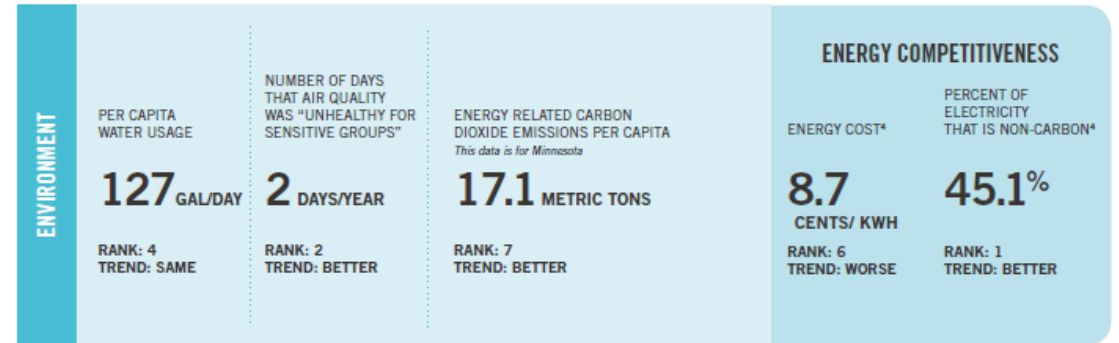 ENVIRONMENT
PER CAPITA
WATER USAGE
127 GAL/DAY
RANK: 4
TREND: SAME
NUMBER OF DAYS
THAT AIR QUALITY
WAS “UNHEALTHY FOR
SENSITIVE GROUPS”
2 DAYS/YEAR
RANK: 2
TREND: BETTER
ENERGY RELATED CARBON
DIOXIDE EMISSIONS PER CAPITA
This data is for Minnesota
17.1 METRIC TONS
RANK: 7
TREND: BETTER
ENERGY COMPETITIVENESS
ENERGY COST⁴
8.7
CENTS/ KWH
RANK: 6
TREND: WORSE
PERCENT OF
ELECTRICITY
THAT IS NON-CARBON⁴
45.1%
RANK: 1
TREND: BETTER